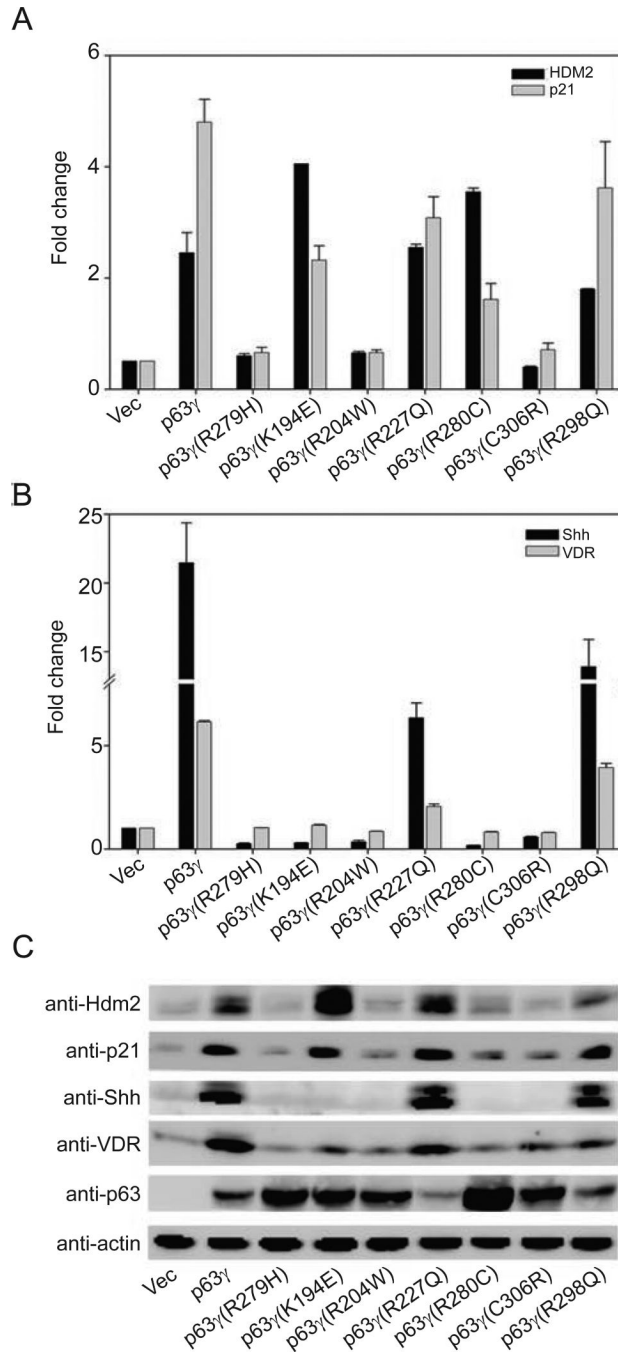 A
6
4
2
0
Fold change
HDM2
p21
Vec
p63γ
p63γ(R279H)
p63γ(K194E)
p63γ(R204W)
p63γ(R227Q)
p63γ(R280C)
p63γ(C306R)
p63γ(R298Q)
B
25
20
15
5
0
Fold change
Shh
VDR
Vec
p63γ
p63γ(R279H)
p63γ(K194E)
p63γ(R204W)
p63γ(R227Q)
p63γ(R280C)
p63γ(C306R)
p63γ(R298Q)
C
anti-Hdm2
anti-p21
anti-Shh
anti-VDR
anti-p63
anti-actin
Vec
p63γ
p63γ(R279H)
p63γ(K194E)
p63γ(R204W)
p63γ(R227Q)
p63γ(R280C)
p63γ(C306R)
p63γ(R298Q)